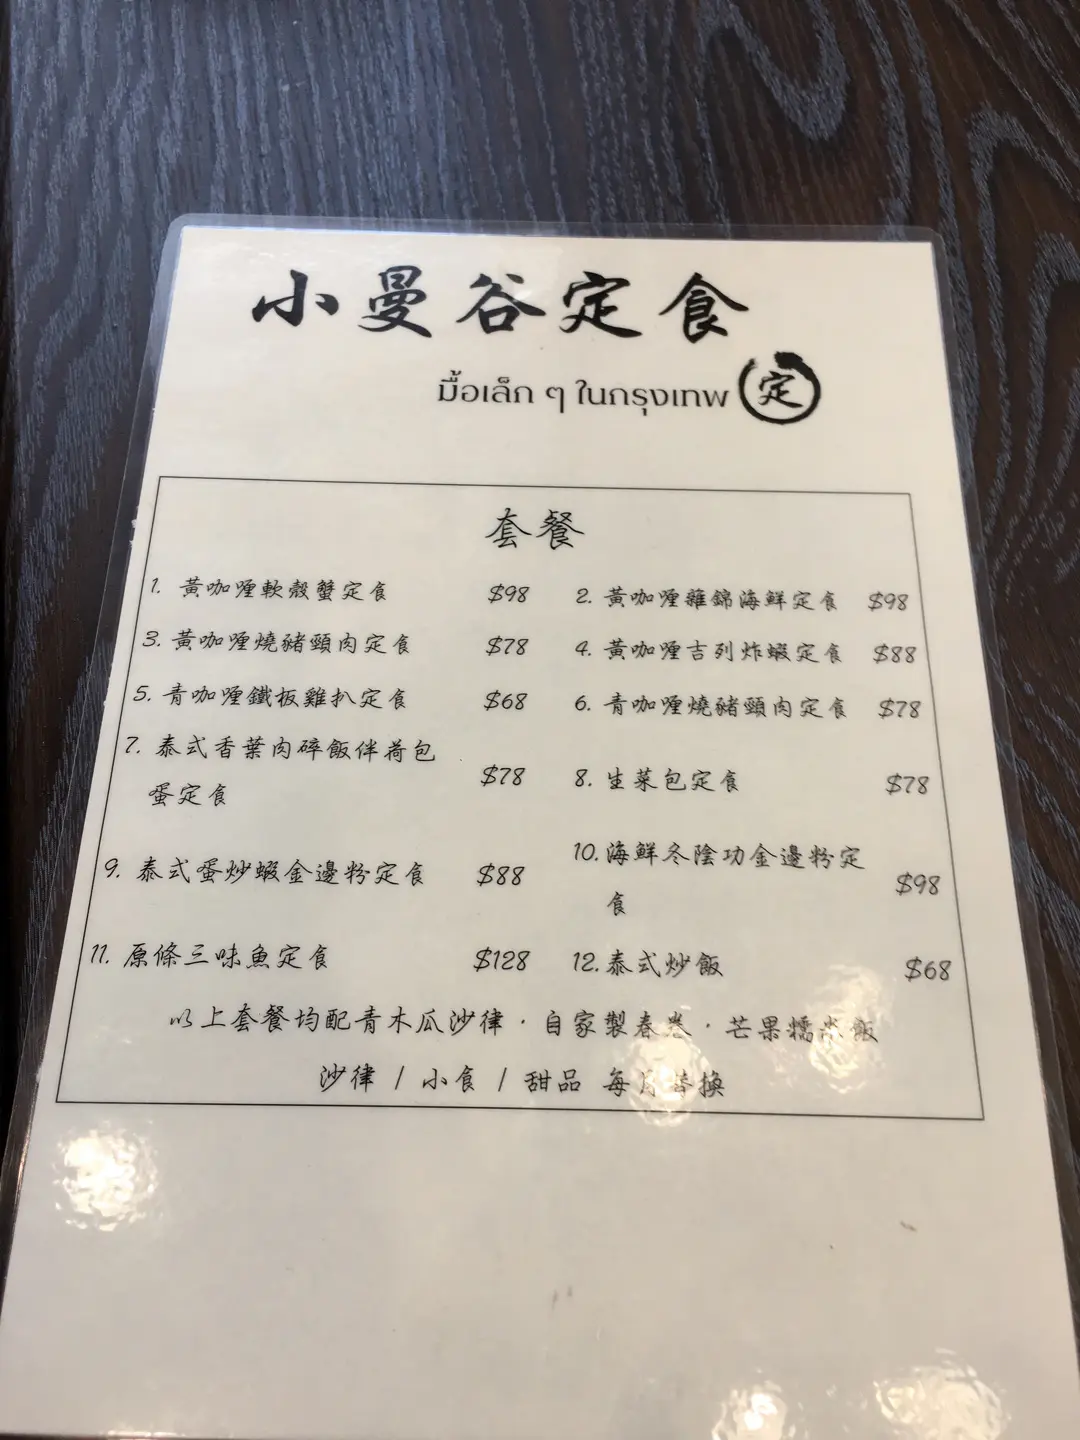 小曼谷定食
มื้อเล็ก ๆ ในกรุงเทพ 定
套餐
1. 黃咖喱軟殼蟹定食 $98 2. 黃咖喱雜錦海鮮定食 $98
3. 黃咖喱燒豬頸肉定食 $78 4. 黃咖喱吉列炸蝦定食 $88
5. 青咖喱鐵板雞扒定食 $68 6. 青咖喱燒豬頸肉定食 $78
7. 泰式香葉肉碎飯伴荷包
蛋定食 $78 8. 生菜包定食 $78
9. 泰式蛋炒蝦金邊粉定食 $88 10. 海鮮冬陰功金邊粉定
食 $98
11. 原條三味魚定食 $128 12. 泰式炒飯 $68
以上套餐均配青木瓜沙律，自家製春卷，芒果糯米飯
沙律 / 小食 / 甜品 每月替換